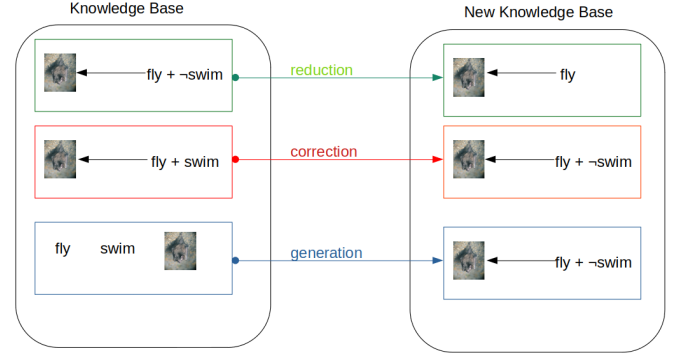 Knowledge Base
New Knowledge Base
fly + ¬swim
reduction
fly
fly + swim
correction
fly + ¬swim
fly
swim
generation
fly + ¬swim